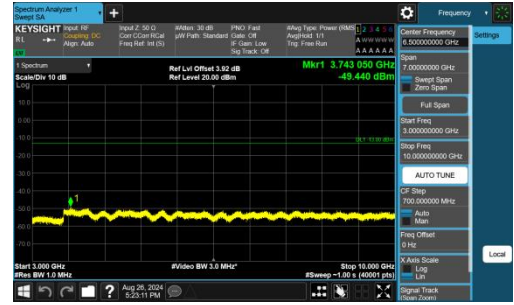 Spectrum Analyzer 1
Swept SA
Frequency
KEYSIGHT
Input: RF
Input Z: 50 Ω
#Atten: 30 dB
PNO: Fast
#Avg Type: Power (RMS
1 2 3 4 5 6
RL
Coupling: DC
Corr CCorr RCal
µW Path: Standard
Gate: Off
Avg|Hold: 1/1
Align: Auto
Freq Ref: Int (S)
IF Gain: Low
Trig: Free Run
Sig Track: Off
A A A A A A
1 Spectrum
Ref Lvl Offset 3.92 dB
Mkr1 3.743 050 GHz
Scale/Div 10 dB
Ref Level 20.00 dBm
-49.440 dBm
Log
10.0
0.00
-10.0
DL1 -13.00 dBm
-20.0
-30.0
-40.0
1
-50.0
-60.0
-70.0
Start 3.000 GHz
#Video BW 3.0 MHz*
Stop 10.000 GHz
#Res BW 1.0 MHz
#Sweep ~1.00 s (40001 pts)
Aug 26, 2024
5:23:11 PM
Center Frequency
6.500000000 GHz
Settings
Span
7.00000000 GHz
Swept Span
Zero Span
Full Span
Start Freq
3.000000000 GHz
Stop Freq
10.000000000 GHz
AUTO TUNE
CF Step
700.000000 MHz
Auto
Man
Freq Offset
0 Hz
X Axis Scale
Log
Lin
Local
Signal Track
(Span Zoom)